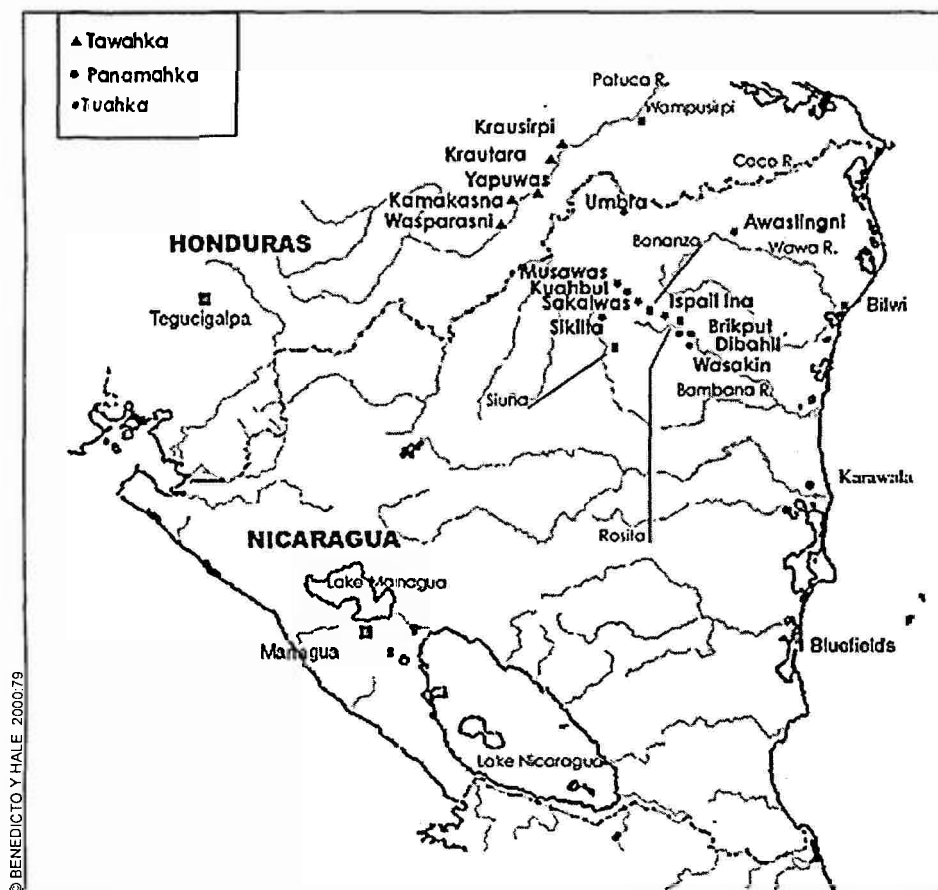 Tawahka
Panamahka
Tuahka
Patuca R.
Wampusirpi
Krausirpi
Krautara
Coco R.
Yapuwas
Kamakasna
Umbra
Wasparasni
Awastingni
HONDURAS
Bonanza
Wawa R.
Musawas
Kuahbul
Sakalwas
Ispail Ina
Bilwi
Tegucigalpa
Sikilta
Brikput
Dibahil
Wasakin
Siuña
Bambana R.
Karawala
NICARAGUA
Rosita
Lake Managua
Managua
Bluefields
Lake Nicaragua
© BENEDICTO Y HALE 2000:79